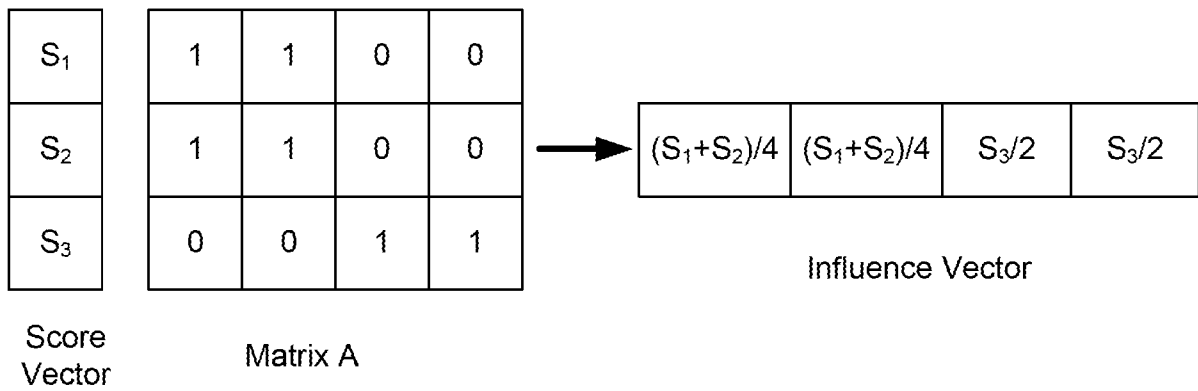 S₁ 1 1 0 0
S₂ 1 1 0 0 (S₁+S₂)/4 (S₁+S₂)/4 S₃/2 S₃/2
S₃ 0 0 1 1
Influence Vector
Score
Vector
Matrix A